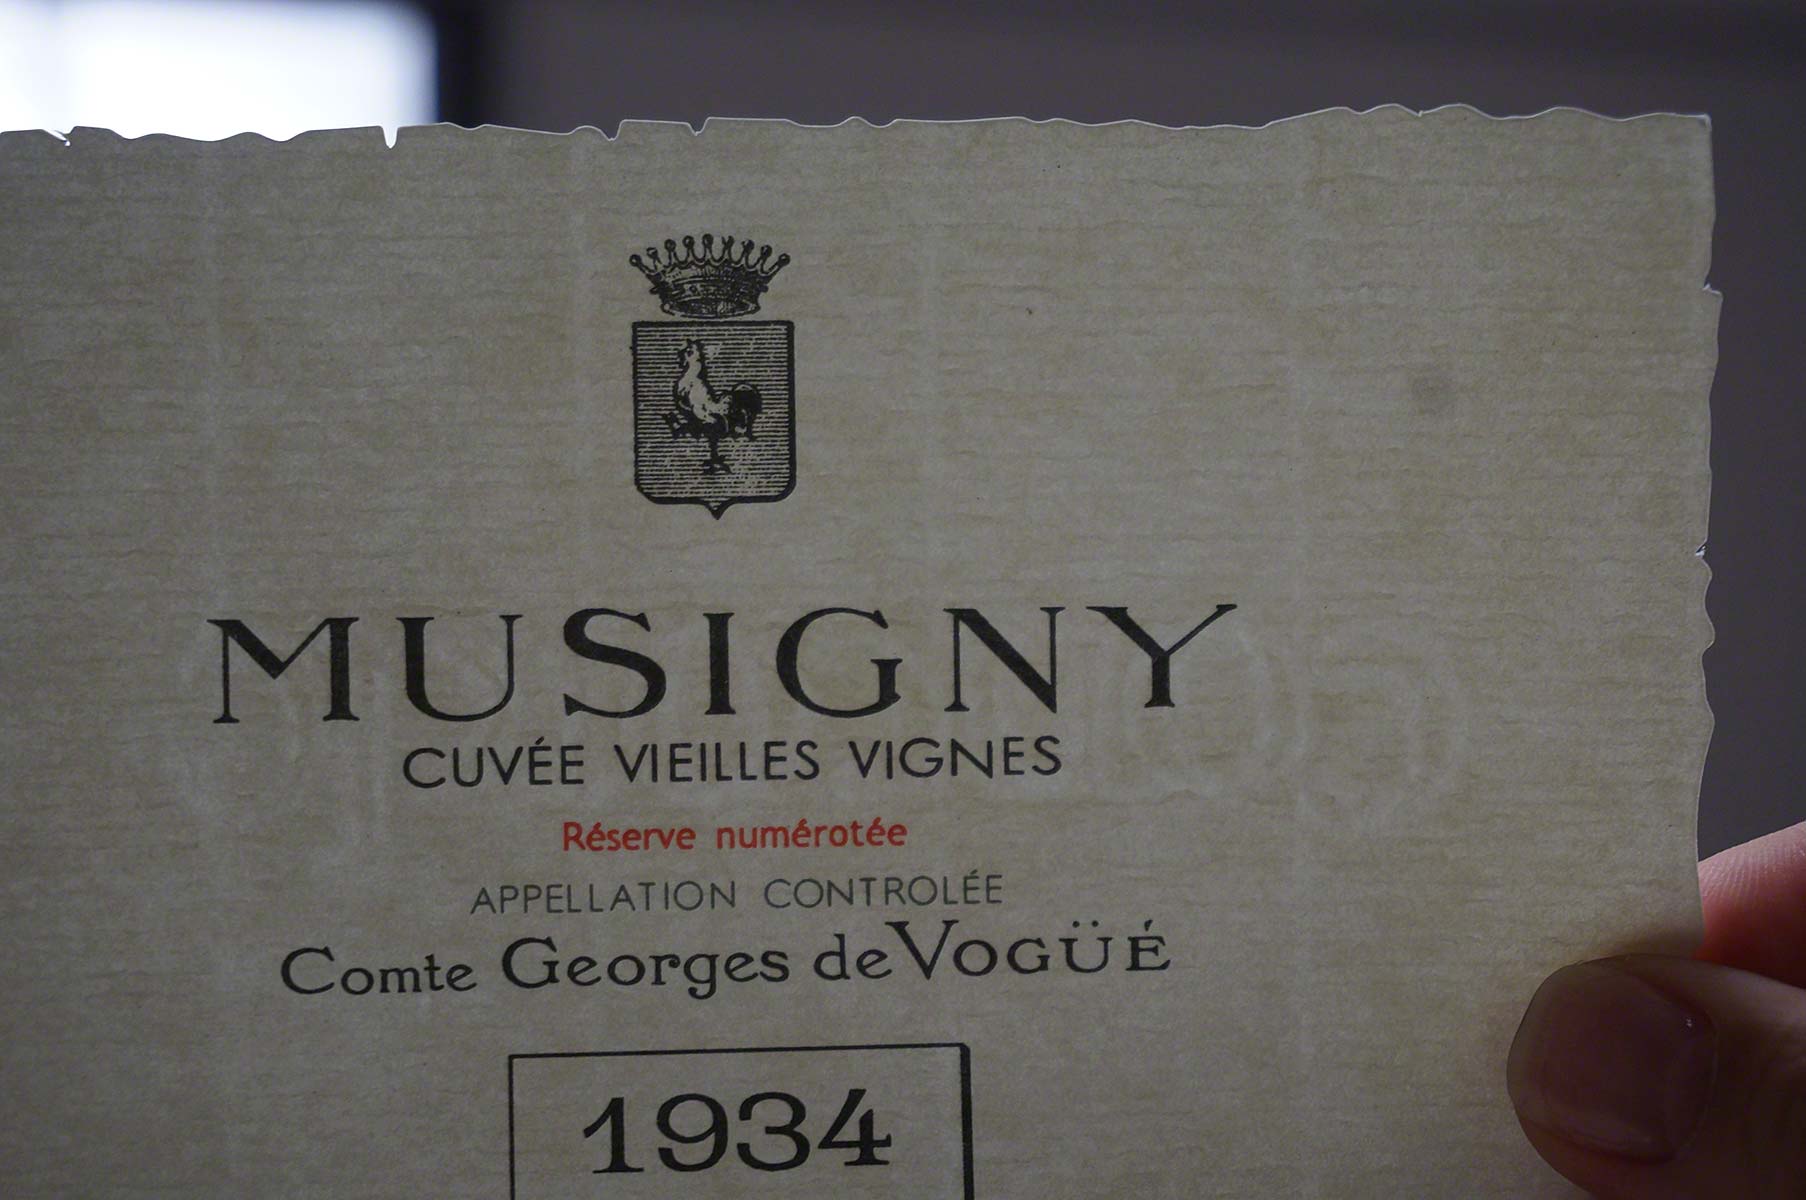 MUSIGNY
CUVÉE VIEILLES VIGNES
Réserve numérotée
APPELLATION CONTROLÉE
Comte Georges de VOGÜÉ
1934